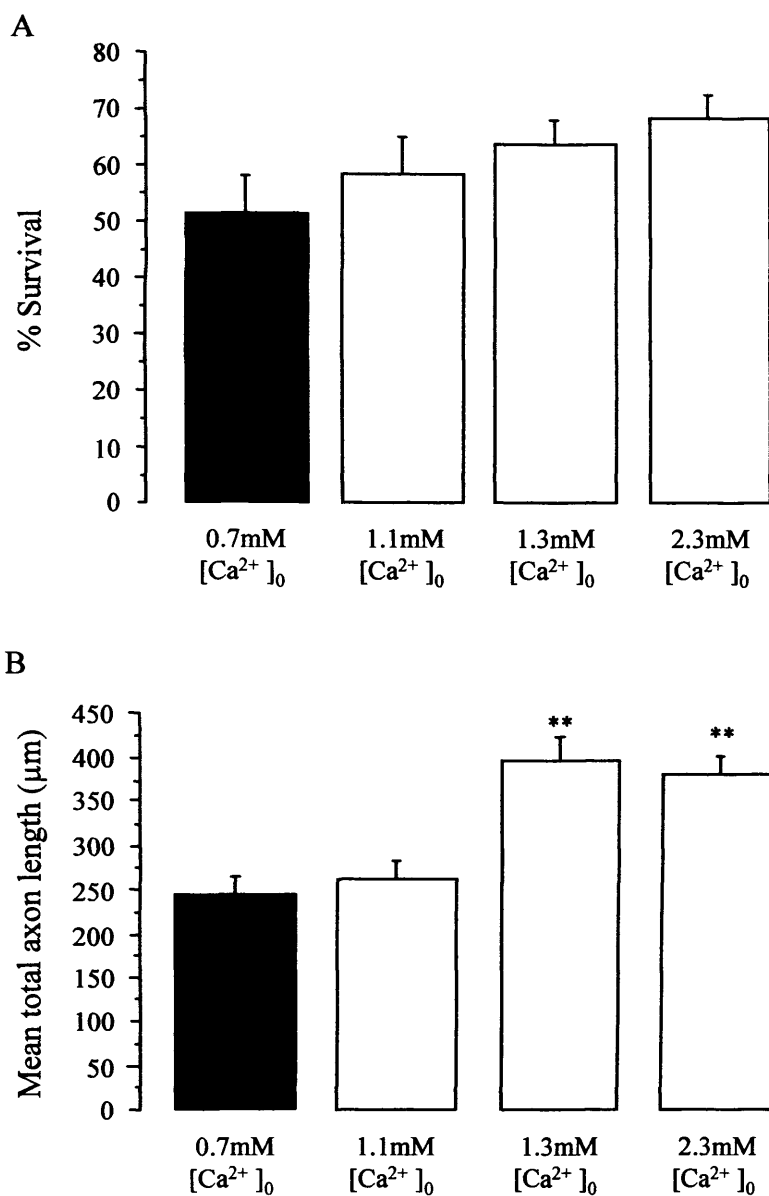 A
80
70
60
50
40
30
20
10
0
% Survival
0.7mM 1.1mM 1.3mM 2.3mM
[Ca²⁺ ]₀ [Ca²⁺ ]₀ [Ca²⁺ ]₀ [Ca²⁺ ]₀
B
450
400
350
300
250
200
150
100
50
0
Mean total axon length (µm)
** **
0.7mM 1.1mM 1.3mM 2.3mM
[Ca²⁺ ]₀ [Ca²⁺ ]₀ [Ca²⁺ ]₀ [Ca²⁺ ]₀